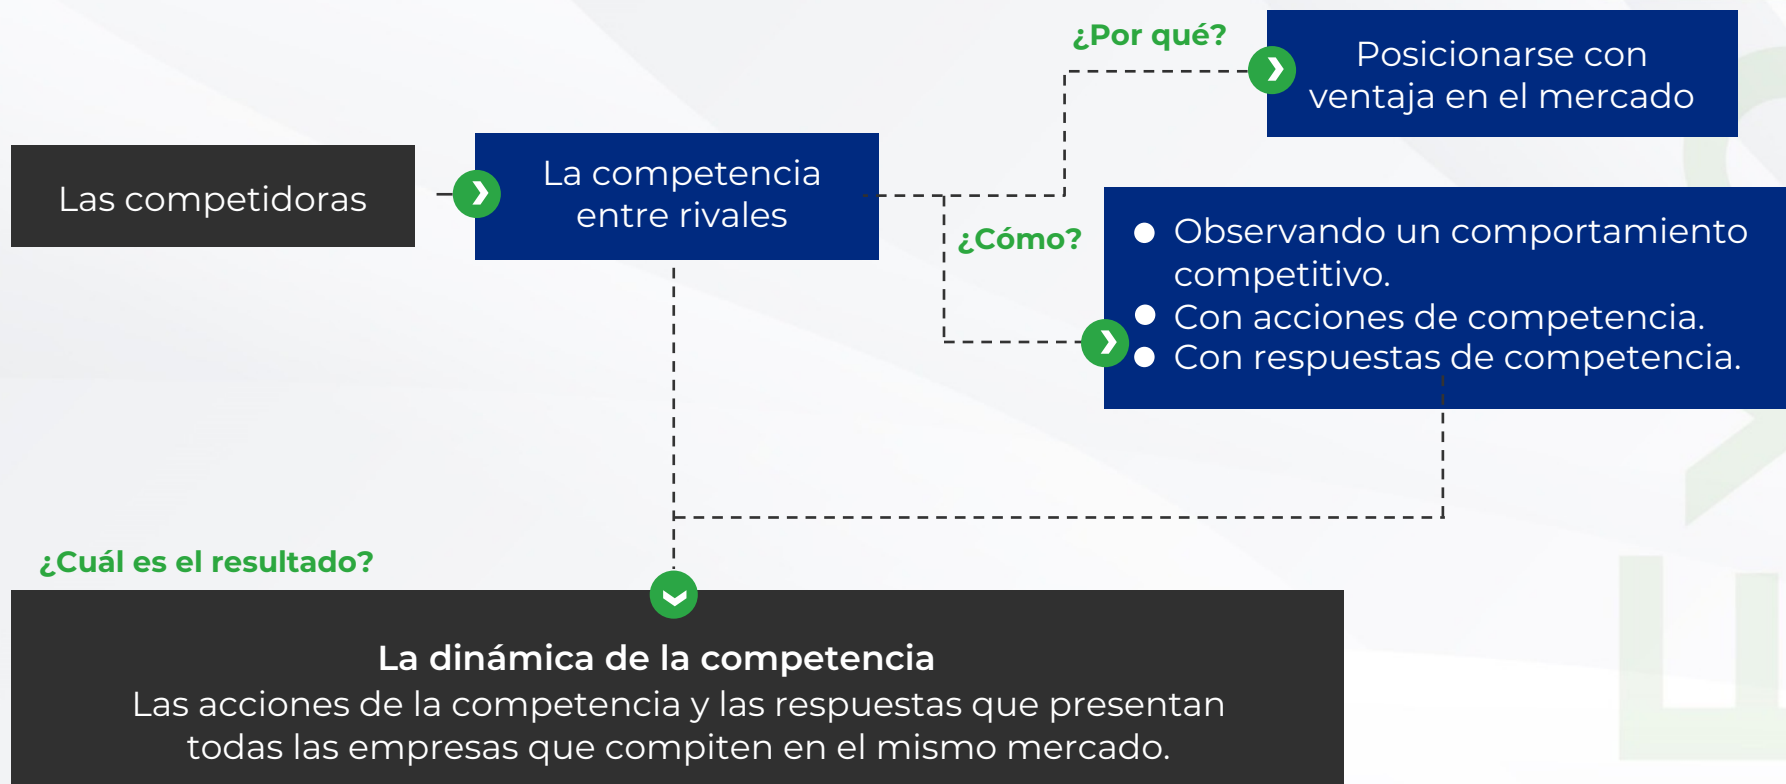 Las competidoras
La competencia
entre rivales
¿Por qué?
Posicionarse con
ventaja en el mercado
¿Cómo?
Observando un comportamiento
competitivo.
Con acciones de competencia.
Con respuestas de competencia.
¿Cuál es el resultado?
La dinámica de la competencia
Las acciones de la competencia y las respuestas que presentan
todas las empresas que compiten en el mismo mercado.